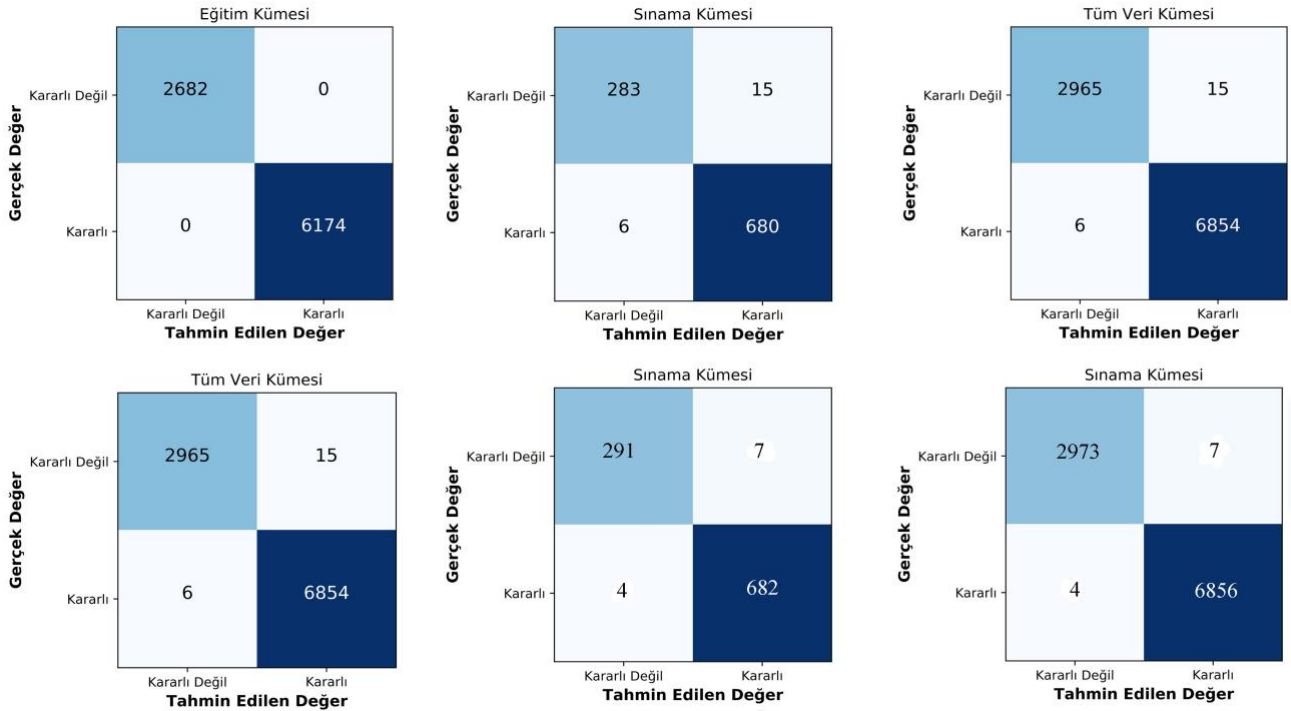 Eğitim Kümesi
Gerçek Değer
Kararlı Değil
2682 0
Kararlı
0 6174
Kararlı Değil Kararlı
Tahmin Edilen Değer
Sınama Kümesi
Gerçek Değer
Kararlı Değil
283 15
Kararlı
6 680
Kararlı Değil Kararlı
Tahmin Edilen Değer
Tüm Veri Kümesi
Gerçek Değer
Kararlı Değil
2965 15
Kararlı
6 6854
Kararlı Değil Kararlı
Tahmin Edilen Değer
Tüm Veri Kümesi
Gerçek Değer
Kararlı Değil
2965 15
Kararlı
6 6854
Kararlı Değil Kararlı
Tahmin Edilen Değer
Sınama Kümesi
Gerçek Değer
Kararlı Değil
291 7
Kararlı
4 682
Kararlı Değil Kararlı
Tahmin Edilen Değer
Sınama Kümesi
Gerçek Değer
Kararlı Değil
2973 7
Kararlı
4 6856
Kararlı Değil Kararlı
Tahmin Edilen Değer